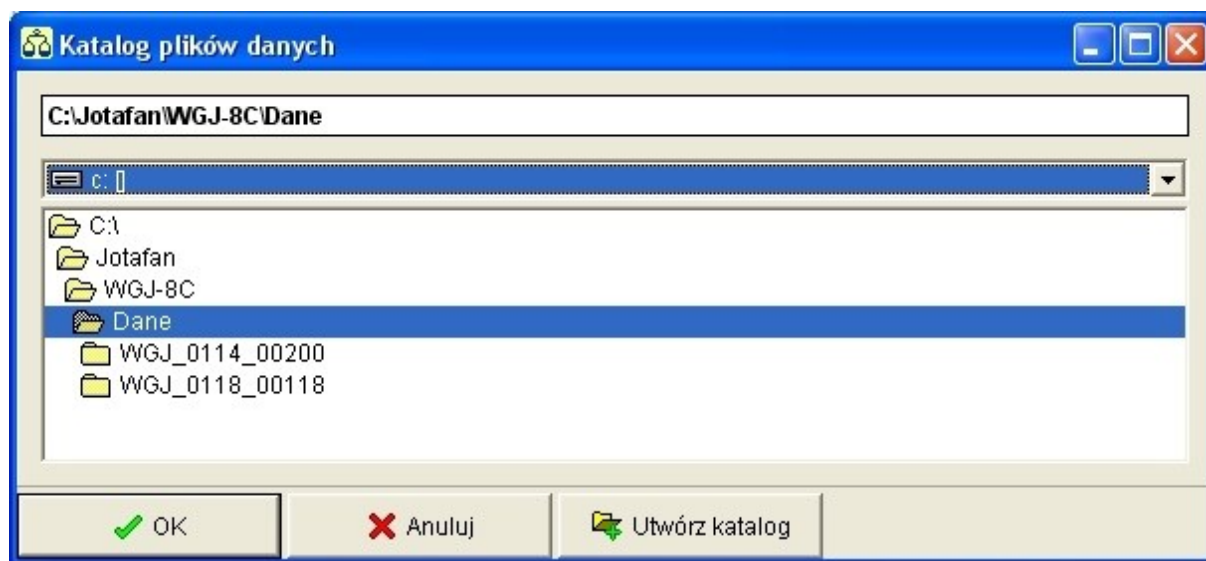 Katalog plików danych
C:\Jotafan\WGJ-8C\Dane
c: []
C:\
Jotafan
WGJ-8C
Dane
WGJ_0114_00200
WGJ_0118_00118
OK Anuluj Utwórz katalog